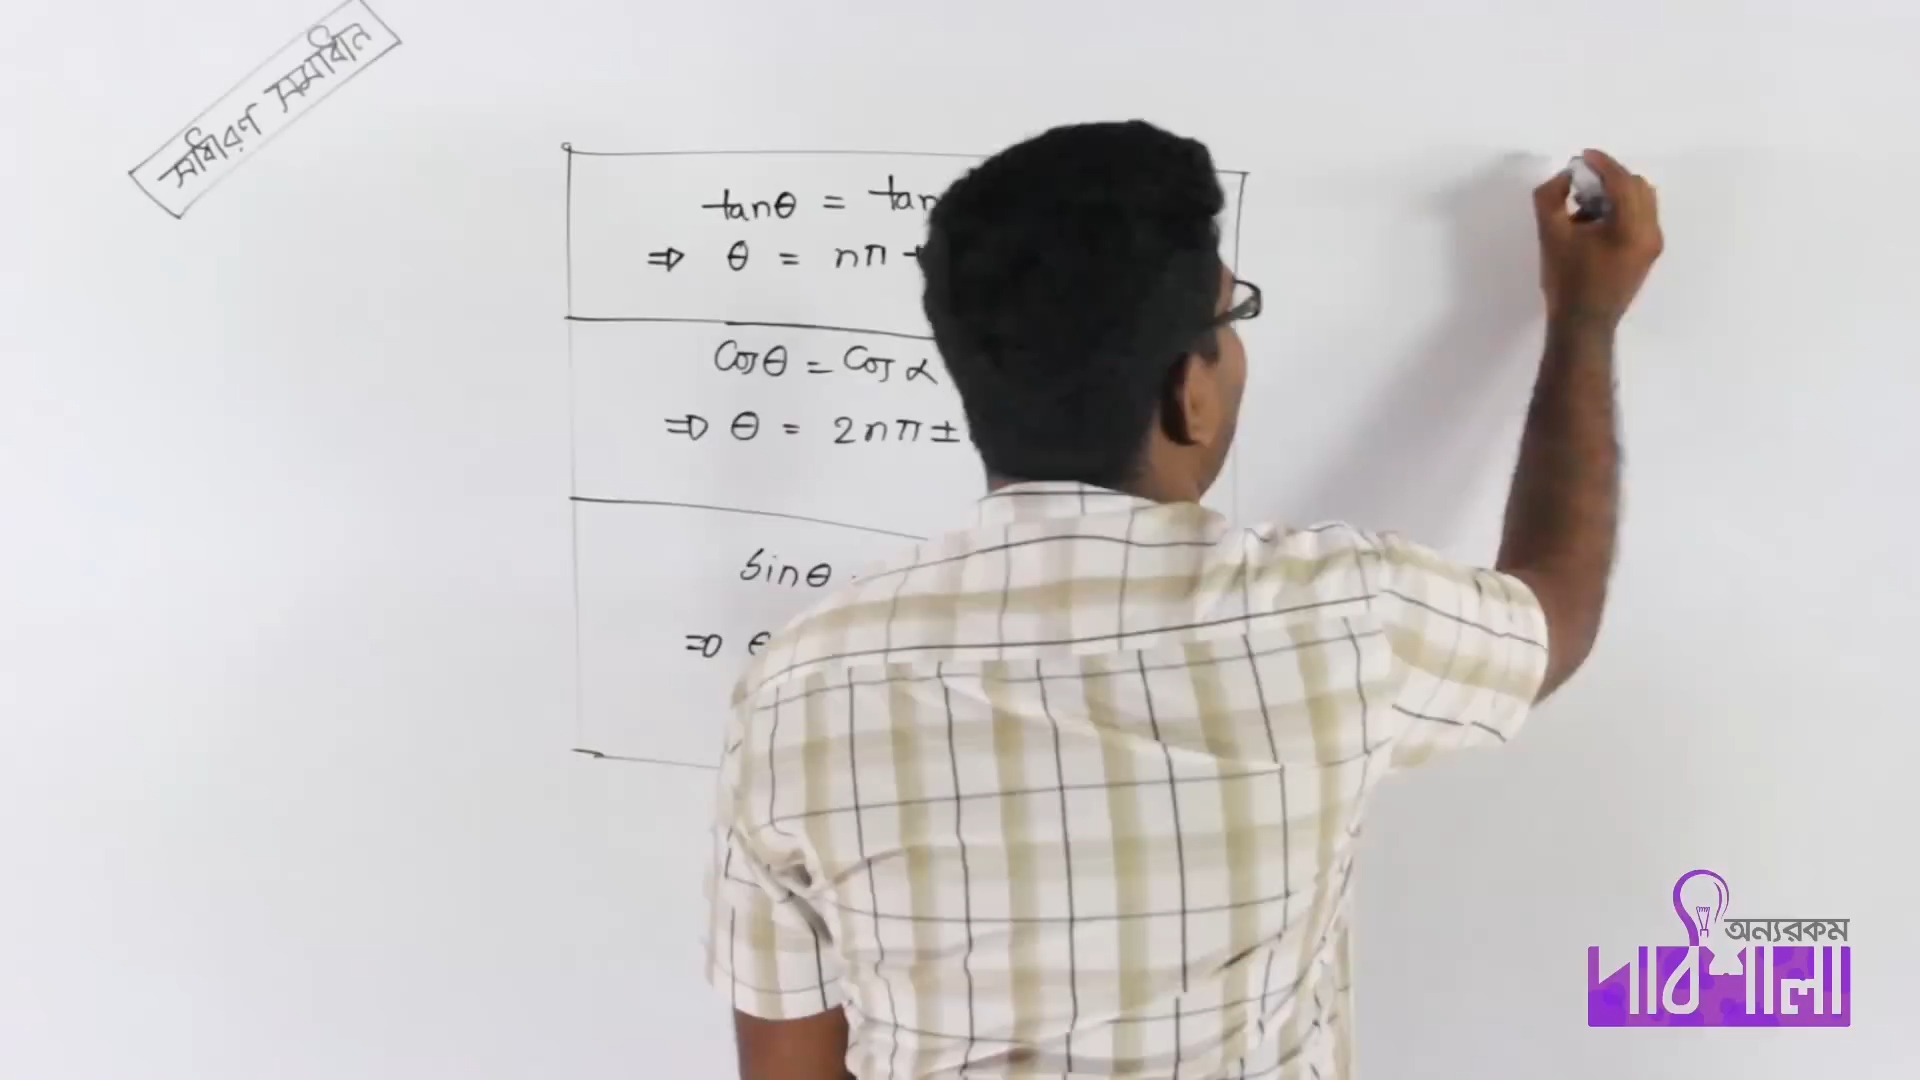 সাধারণ সমাধান
tanθ = tan
⇒ θ = nπ +
Cosθ = Cos α
⇒ θ = 2nπ ±
Sinθ
⇒ θ
অন্যরকম
পাঠশালা